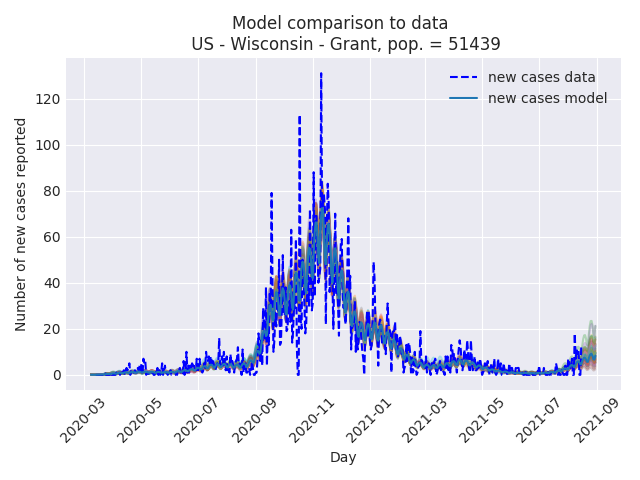 Model comparison to data
US - Wisconsin - Grant, pop. = 51439
new cases data
new cases model
Number of new cases reported
120
100
80
60
40
20
0
2020-03
2020-05
2020-07
2020-09
2020-11
2021-01
2021-03
2021-05
2021-07
2021-09
Day